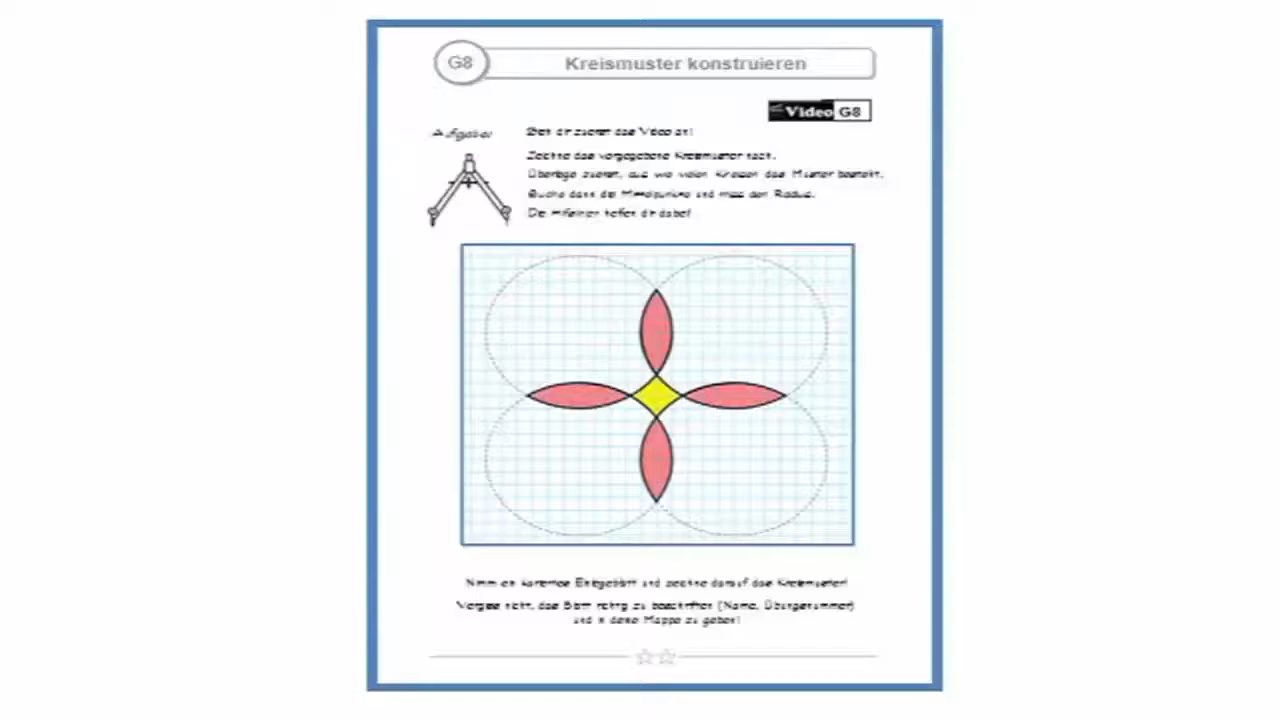 G8
Kreismuster konstruieren
Video G8
Aufgabe:
Sieh dir zuerst das Video an!
Zeichne das vorgegebene Kreismuster nach.
Überlege zuerst, aus wie vielen Kreisen das Muster besteht.
Suche dann die Mittelpunkte und miss den Radius.
Die Hilfslinien helfen dir dabei!
Nimm ein kariertes Einlegeblatt und zeichne darauf das Kreismuster!
Vergiss nicht, das Blatt richtig zu beschriften (Name, Übungsnummer)
und in deine Mappe zu geben!